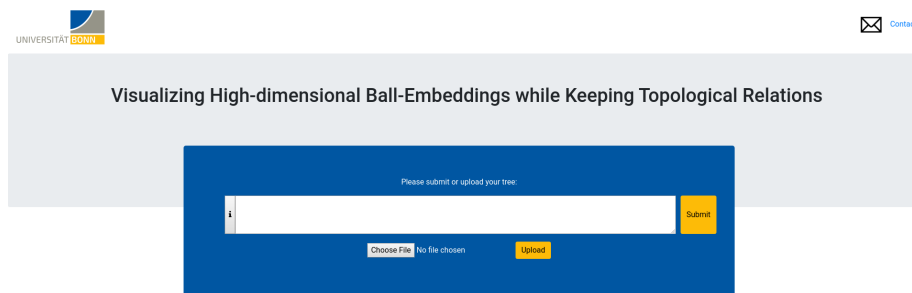 UNIVERSITÄT BONN
Visualizing High-dimensional Ball-Embeddings while Keeping Topological Relations
Please submit or upload your tree:
i
Submit
Choose File No file chosen
Upload